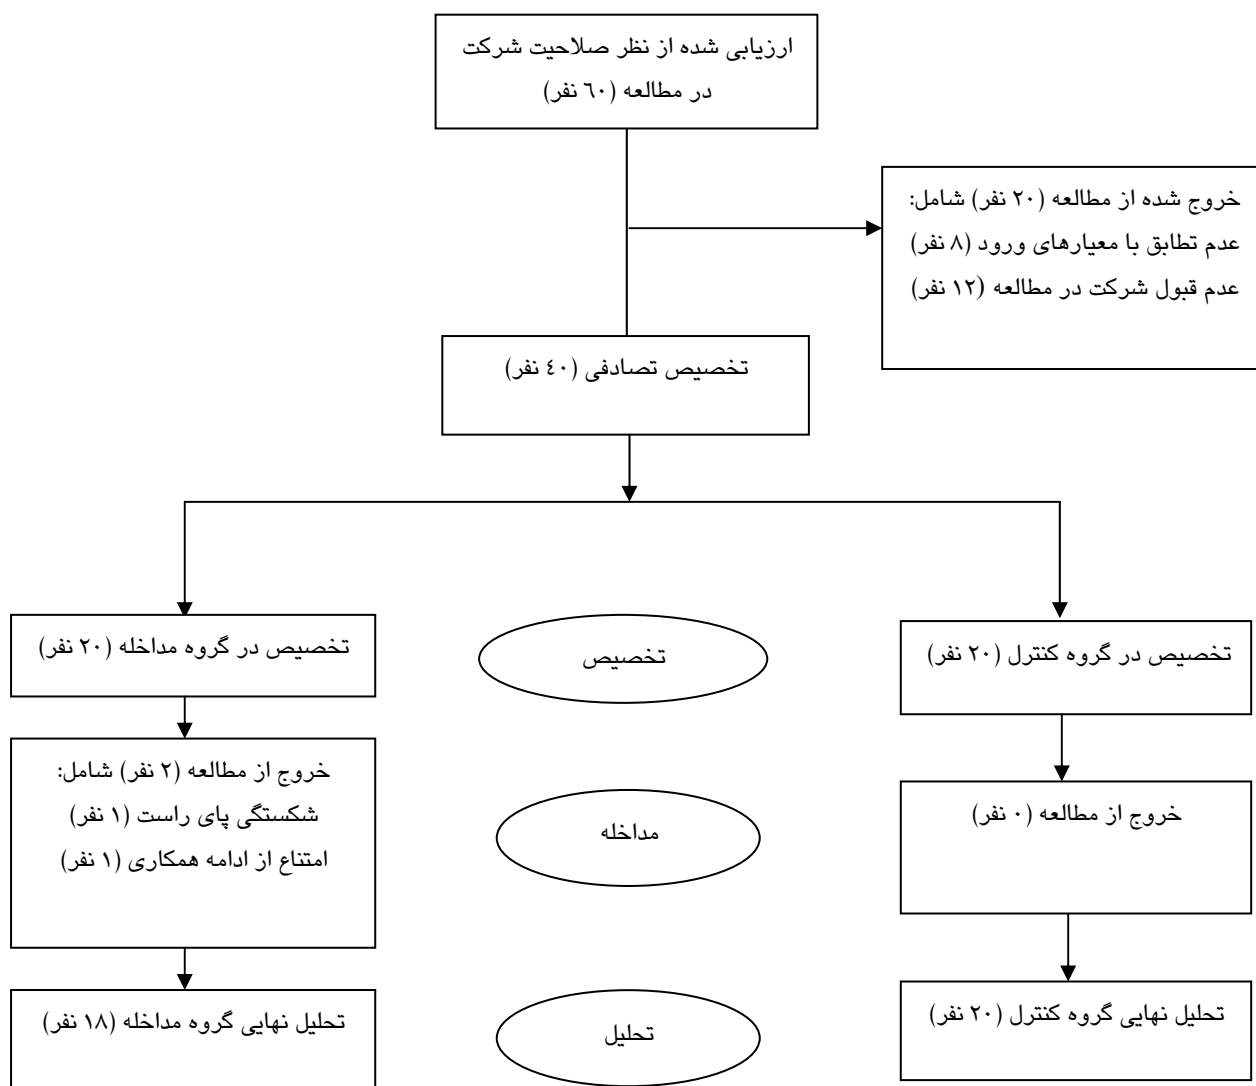 ارزیابی شده از نظر صلاحیت شرکت
در مطالعه (٦٠ نفر)
خروج شده از مطالعه (٢٠ نفر) شامل:
عدم تطابق با معیارهای ورود (٨ نفر)
عدم قبول شرکت در مطالعه (١٢ نفر)
تخصیص تصادفی (٤٠ نفر)
تخصیص در گروه کنترل (٢٠ نفر)
تخصیص
تخصیص در گروه مداخله (٢٠ نفر)
خروج از مطالعه (٠ نفر)
مداخله
خروج از مطالعه (٢ نفر) شامل:
شکستگی پای راست (١ نفر)
امتناع از ادامه همکاری (١ نفر)
تحلیل نهایی گروه کنترل (٢٠ نفر)
تحلیل
تحلیل نهایی گروه مداخله (١٨ نفر)